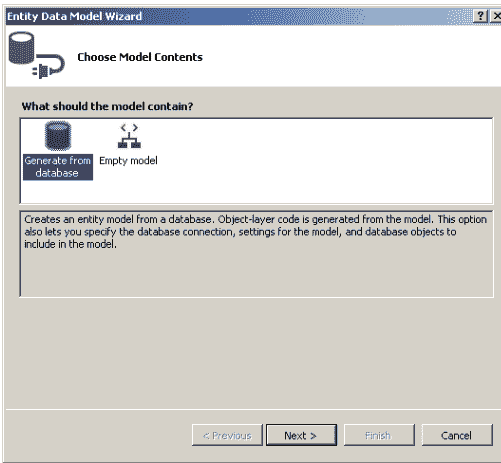 Entity Data Model Wizard
Choose Model Contents
What should the model contain?
Generate from database
Empty model
Creates an entity model from a database. Object-layer code is generated from the model. This option
also lets you specify the database connection, settings for the model, and database objects to
include in the model.
< Previous
Next >
Finish
Cancel